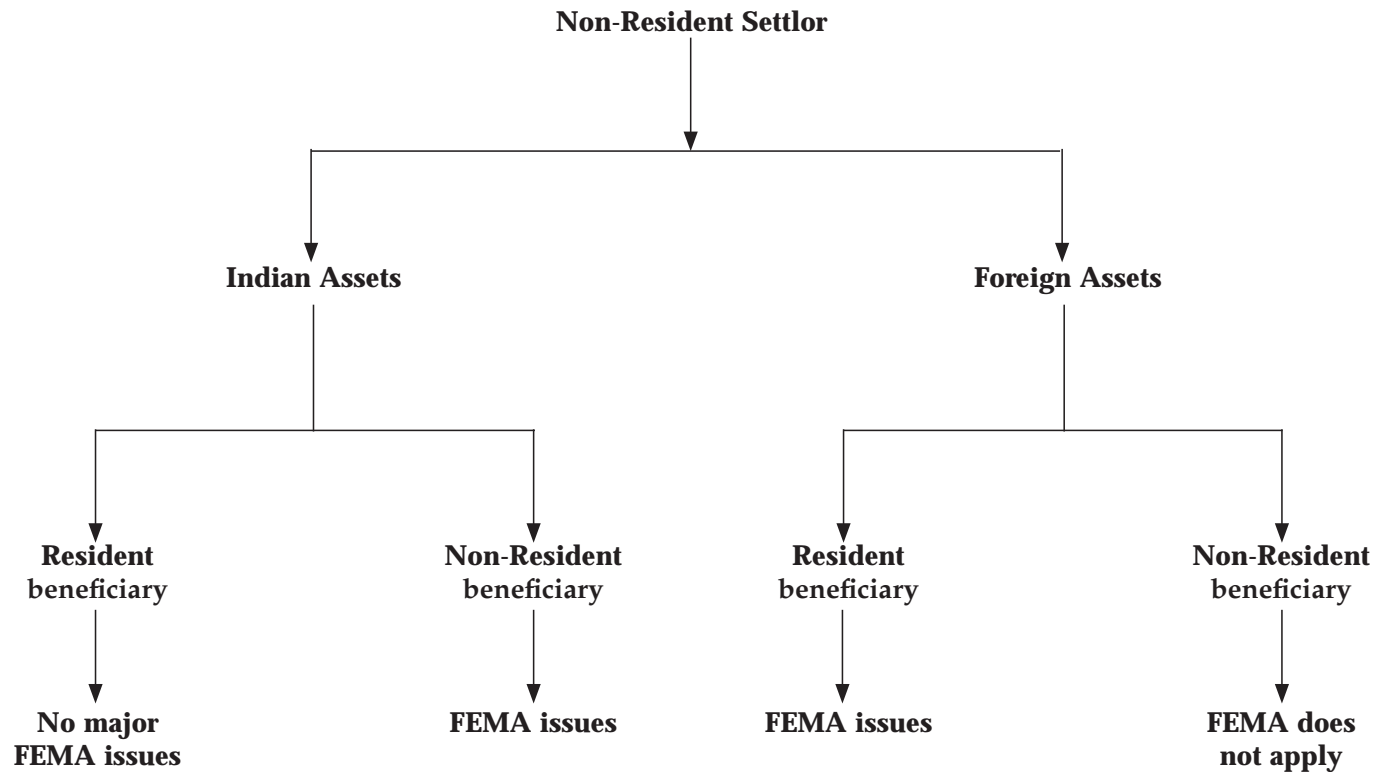 Non-Resident Settlor
Indian Assets
Foreign Assets
Resident
beneficiary
Non-Resident
beneficiary
Resident
beneficiary
Non-Resident
beneficiary
No major
FEMA issues
FEMA issues
FEMA issues
FEMA does
not apply